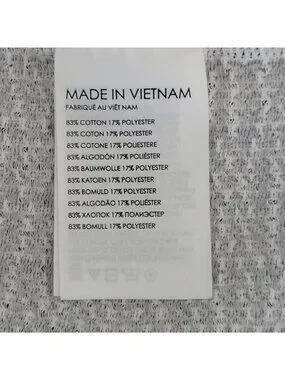 MADE IN VIETNAM
FABRIQUÉ AU VIÊT NAM
83% COTTON 17% POLYESTER
83% COTON 17% POLYESTER
83% COTONE 17% POLIESTERE
83% ALGODÓN 17% POLIÉSTER
83% BAUMWOLLE 17% POLYESTER
83% KATOEN 17% POLYESTER
83% BOMULD 17% POLYESTER
83% ALGODÃO 17% POLIÉSTER
83% ХЛОПОК 17% ПОЛИЭСТЕР
83% BOMULL 17% POLYESTER